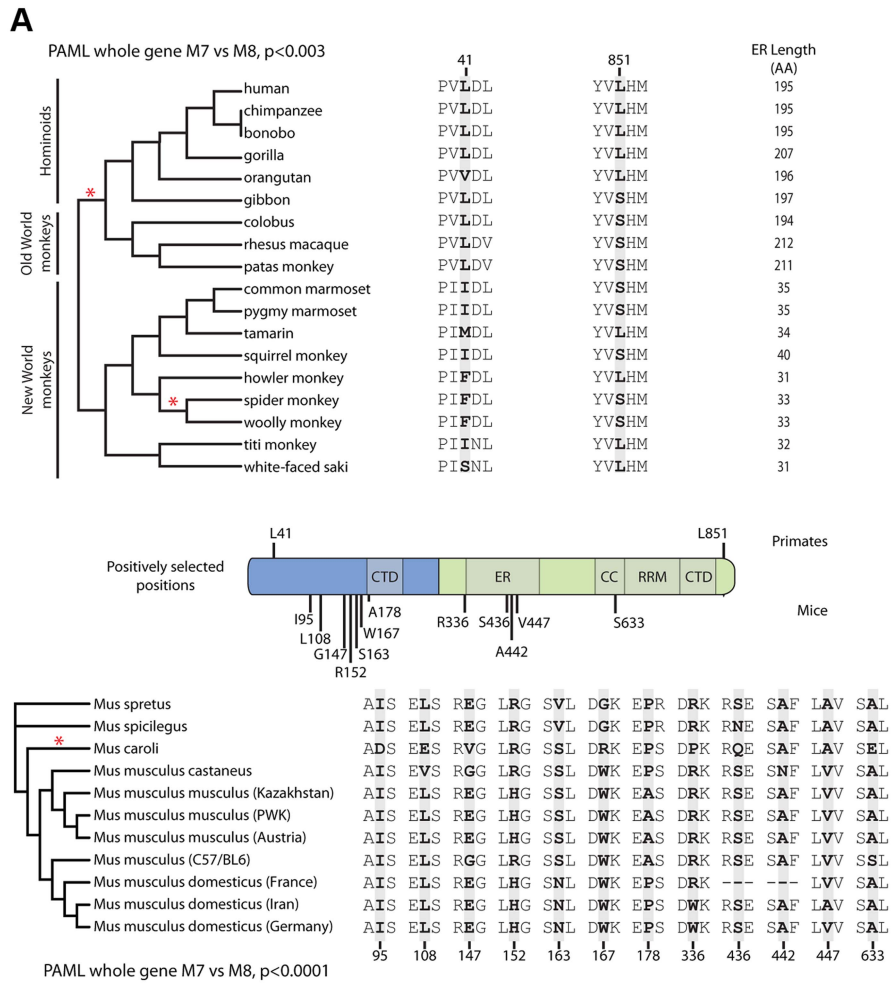 A
PAML whole gene M7 vs M8, p<0.003
41 851 ER Length
(AA)
Hominoids
Old World
monkeys
New World
monkeys
human PVLDL YVLHM 195
chimpanzee PVLDL YVLHM 195
bonobo PVLDL YVLHM 195
gorilla PVLDL YVLHM 207
orangutan PVVDL YVLHM 196
gibbon PVLDL YVSHM 197
colobus PVLDL YVSHM 194
rhesus macaque PVLDV YVSHM 212
patas monkey PVLDV YVSHM 211
common marmoset PIIDL YVSHM 35
pygmy marmoset PIIDL YVSHM 35
tamarin PIMDL YVLHM 34
squirrel monkey PIIDL YVSHM 40
howler monkey PIFDL YVLHM 31
spider monkey PIFDL YVSHM 33
woolly monkey PIFDL YVSHM 33
titi monkey PIINL YVLHM 32
white-faced saki PISNL YVLHM 31
*
*
L41 L851
Primates
Positively selected
positions
CTD ER CC RRM CTD
Mice
I95 L108 G147 R152 S163 W167 A178 R336 S436 A442 V447 S633
Mus spretus AIS ELS REG LRG SVL DGK EPR DRK RSE SAF LAV SAL
Mus spicilegus AIS ELS REG LRG SVL DGK EPR DRK RNE SAF LAV SAL
*
Mus caroli ADS EES RVG LRG SSL DRK EPS DPK RQE SAF LAV SEL
Mus musculus castaneus AIS EVS RGG LRG SSL DWK EPS DRK RSE SNF LVV SAL
Mus musculus musculus (Kazakhstan) AIS ELS REG LHG SSL DWK EPS DRK RSE SAF LVV SAL
Mus musculus musculus (PWK) AIS ELS REG LHG SSL DWK EAS DRK RSE SAF LVV SAL
Mus musculus musculus (Austria) AIS ELS REG LHG SSL DWK EAS DRK RSE SAF LVV SAL
Mus musculus (C57/BL6) AIS ELS RGG LRG SSL DWK EAS DRK RSE SAF LVV SSL
Mus musculus domesticus (France) AIS ELS REG LHG SNL DWK EPS DRK --- --- LVV SAL
Mus musculus domesticus (Iran) AIS ELS REG LHG SNL DWK EPS DWK RSE SAF LAV SAL
Mus musculus domesticus (Germany) AIS ELS REG LHG SNL DWK EPS DWK RSE SAF LVV SAL
95 108 147 152 163 167 178 336 436 442 447 633
PAML whole gene M7 vs M8, p<0.0001